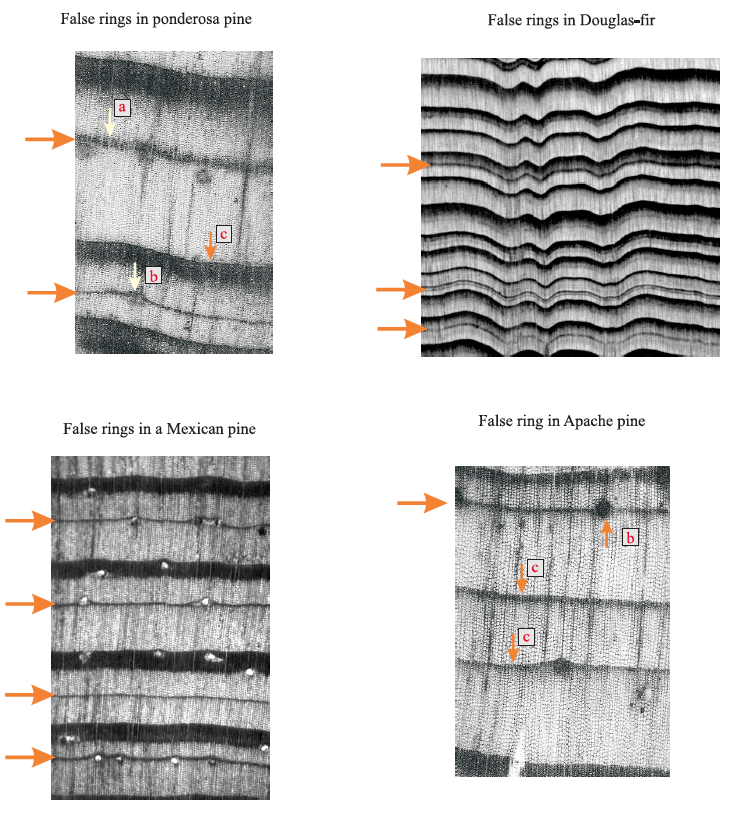 False rings in ponderosa pine
False rings in Douglas-fir
a
c
b
False rings in a Mexican pine
False ring in Apache pine
b
c
c